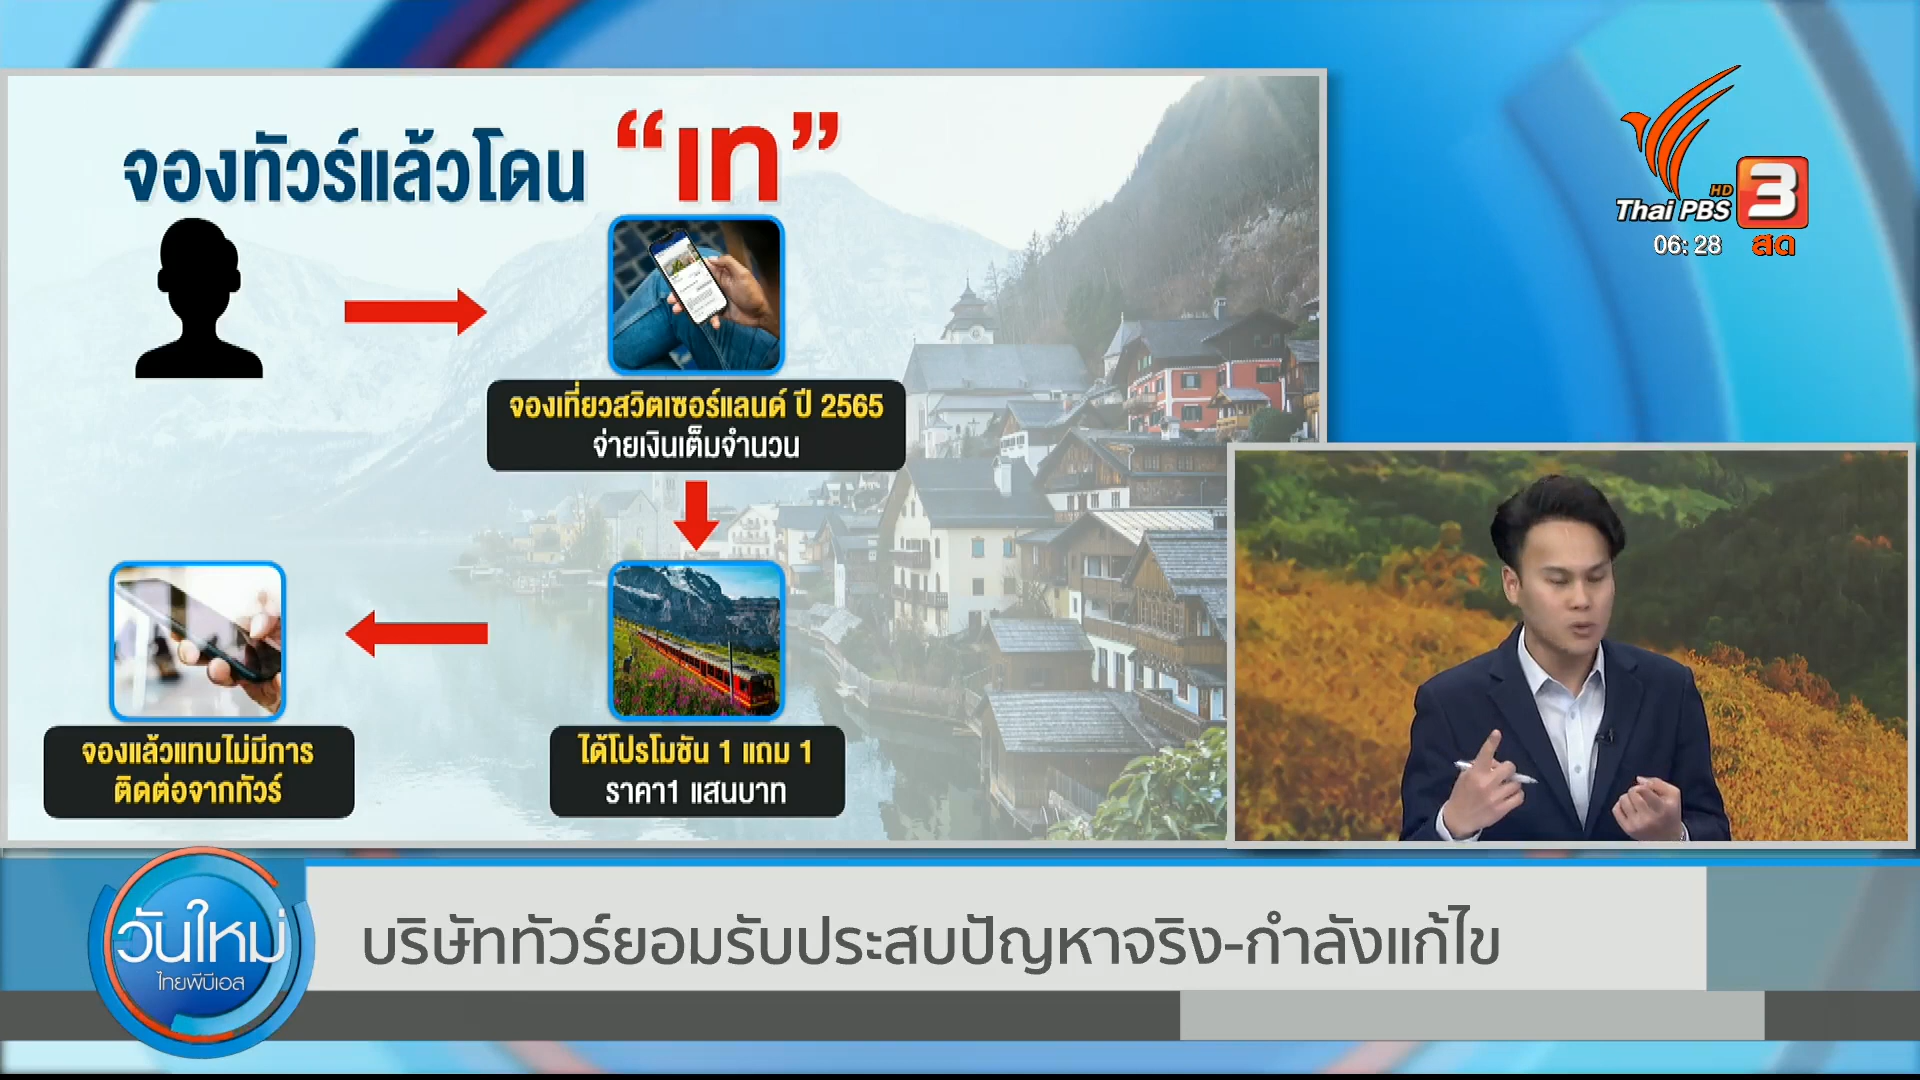 จองทัวร์แล้วโดน “เท”
HD
Thai PBS 3
06: 28 สด
จองเที่ยวสวิตเซอร์แลนด์ ปี 2565
จ่ายเงินเต็มจำนวน
ได้โปรโมชัน 1 แถม 1
ราคา1 แสนบาท
จองแล้วแทบไม่มีการ
ติดต่อจากทัวร์
วันใหม่
ไทยพีบีเอส
บริษัททัวร์ยอมรับประสบปัญหาจริง-กำลังแก้ไข